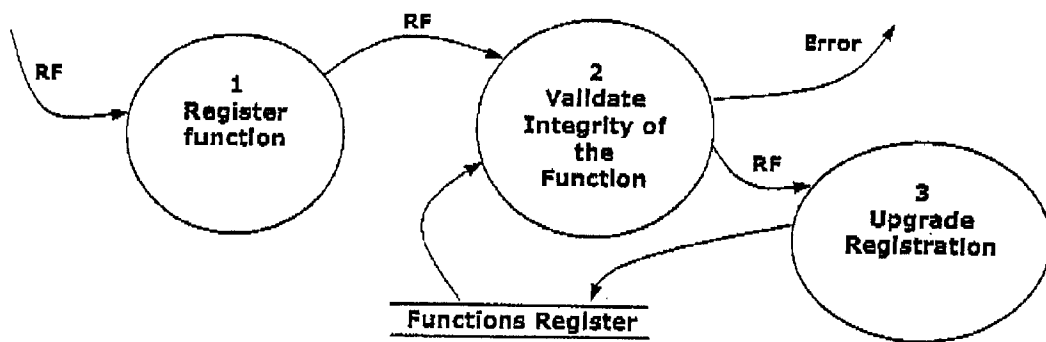 RF
1
Register
function
RF
2
Validate
Integrity of
the
Function
Error
RF
3
Upgrade
Registration
Functions Register